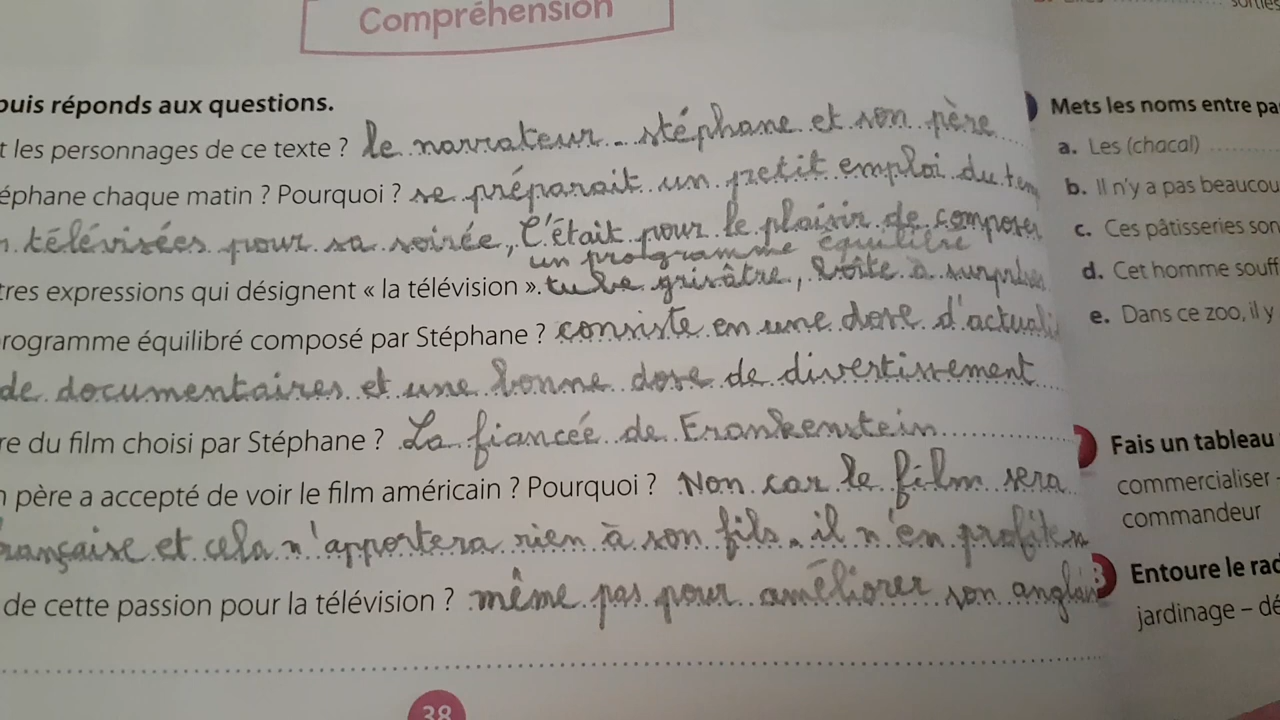 Compréhension
puis réponds aux questions.
t les personnages de ce texte ? le narrateur stéphane et son père
éphane chaque matin ? Pourquoi ? se préparait un petit emploi du tem
télévisées pour sa soirée, C'était pour le plaisir de composer
un programme équilibré
tres expressions qui désignent « la télévision ». tube grisâtre, boîte à surprises
rogramme équilibré composé par Stéphane ? consiste en une dose d'actuali
de documentaires et une bonne dose de divertissement
re du film choisi par Stéphane ? La fiancée de Frankenstein
n père a accepté de voir le film américain ? Pourquoi ? Non car le film sera
française et cela n'apportera rien à son fils. il n'en profitera
de cette passion pour la télévision ? même pas pour améliorer son anglais
38
sorties
Mets les noms entre pa
a. Les (chacal)
b. Il n'y a pas beaucou
c. Ces pâtisseries son
d. Cet homme souff
e. Dans ce zoo, il y
7 Fais un tableau
commercialiser -
commandeur
8 Entoure le rad
jardinage – dé